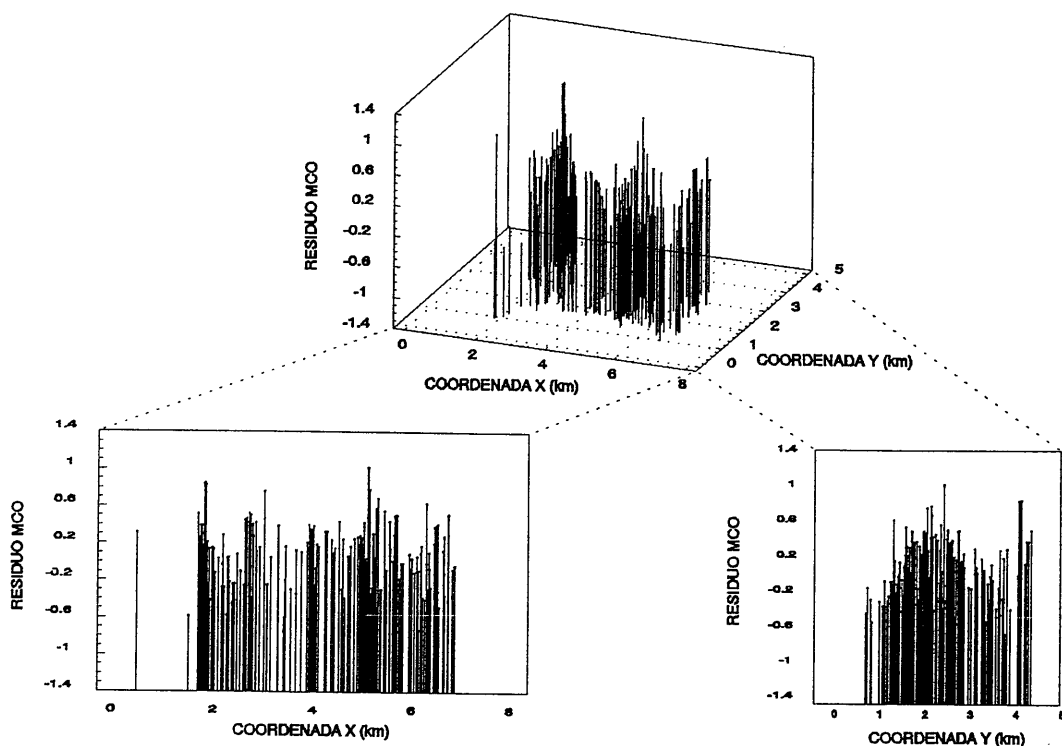 1.4
1
0.6
0.2
-0.2
-0.6
-1
-1.4
RESIDUO MCO
0 2 4 6 8
COORDENADA X (km)
0 1 2 3 4 5
COORDENADA Y (km)
1.4
1
0.6
0.2
-0.2
-0.6
-1
-1.4
RESIDUO MCO
0 2 4 6 8
COORDENADA X (km)
1.4
1
0.6
0.2
-0.2
-0.6
-1
-1.4
RESIDUO MCO
0 1 2 3 4 5
COORDENADA Y (km)